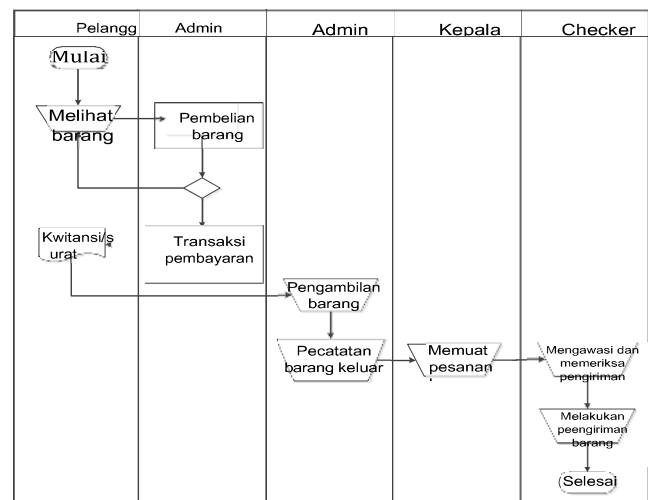 Pelangg
Admin
Admin
Kepala
Checker
Mulai
Melihat
barang
Pembelian
barang
Kwitansi/s
urat
Transaksi
pembayaran
Pengambilan
barang
Pecatatan
barang keluar
Memuat
pesanan
Mengawasi dan
memeriksa
pengiriman
Melakukan
peengiriman
barang
Selesai